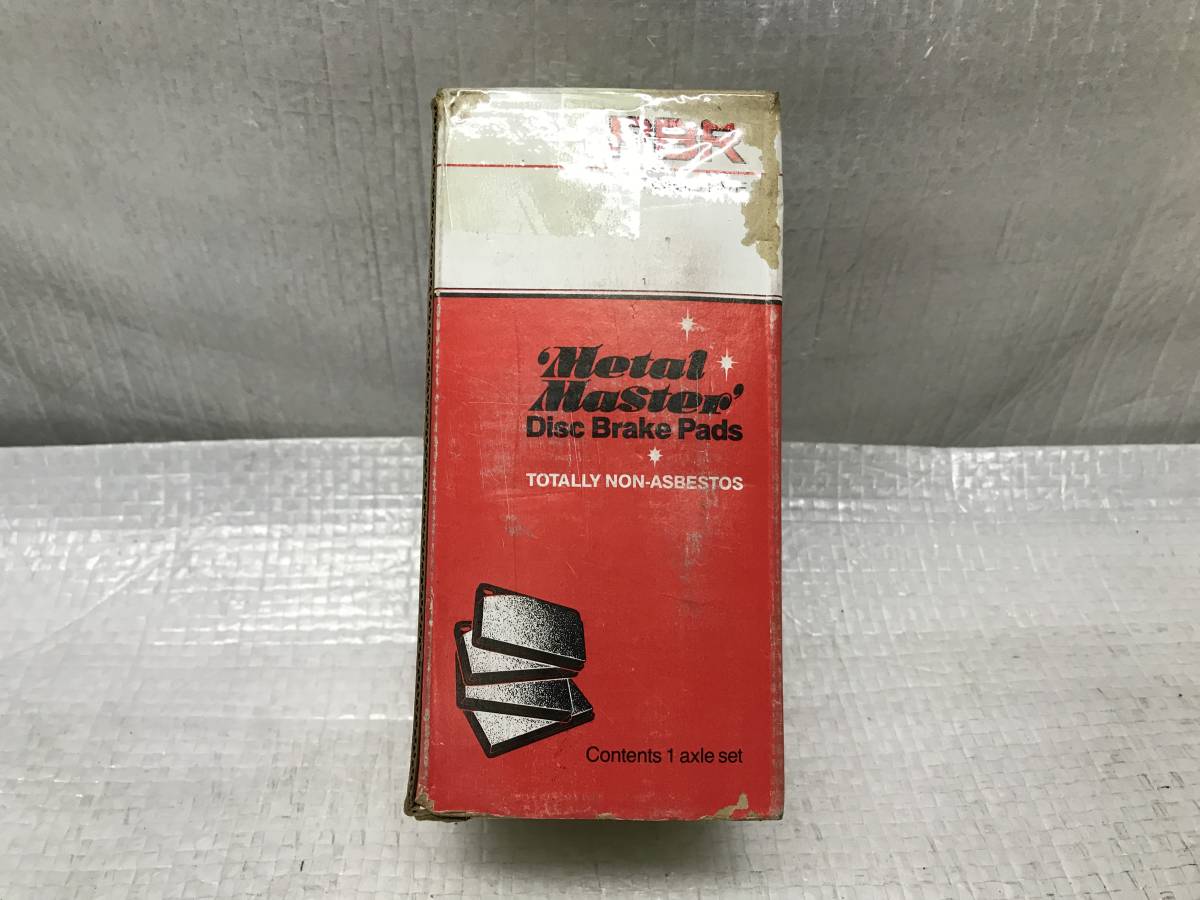 'Metal
Master'
Disc Brake Pads
TOTALLY NON-ASBESTOS
Contents 1 axle set